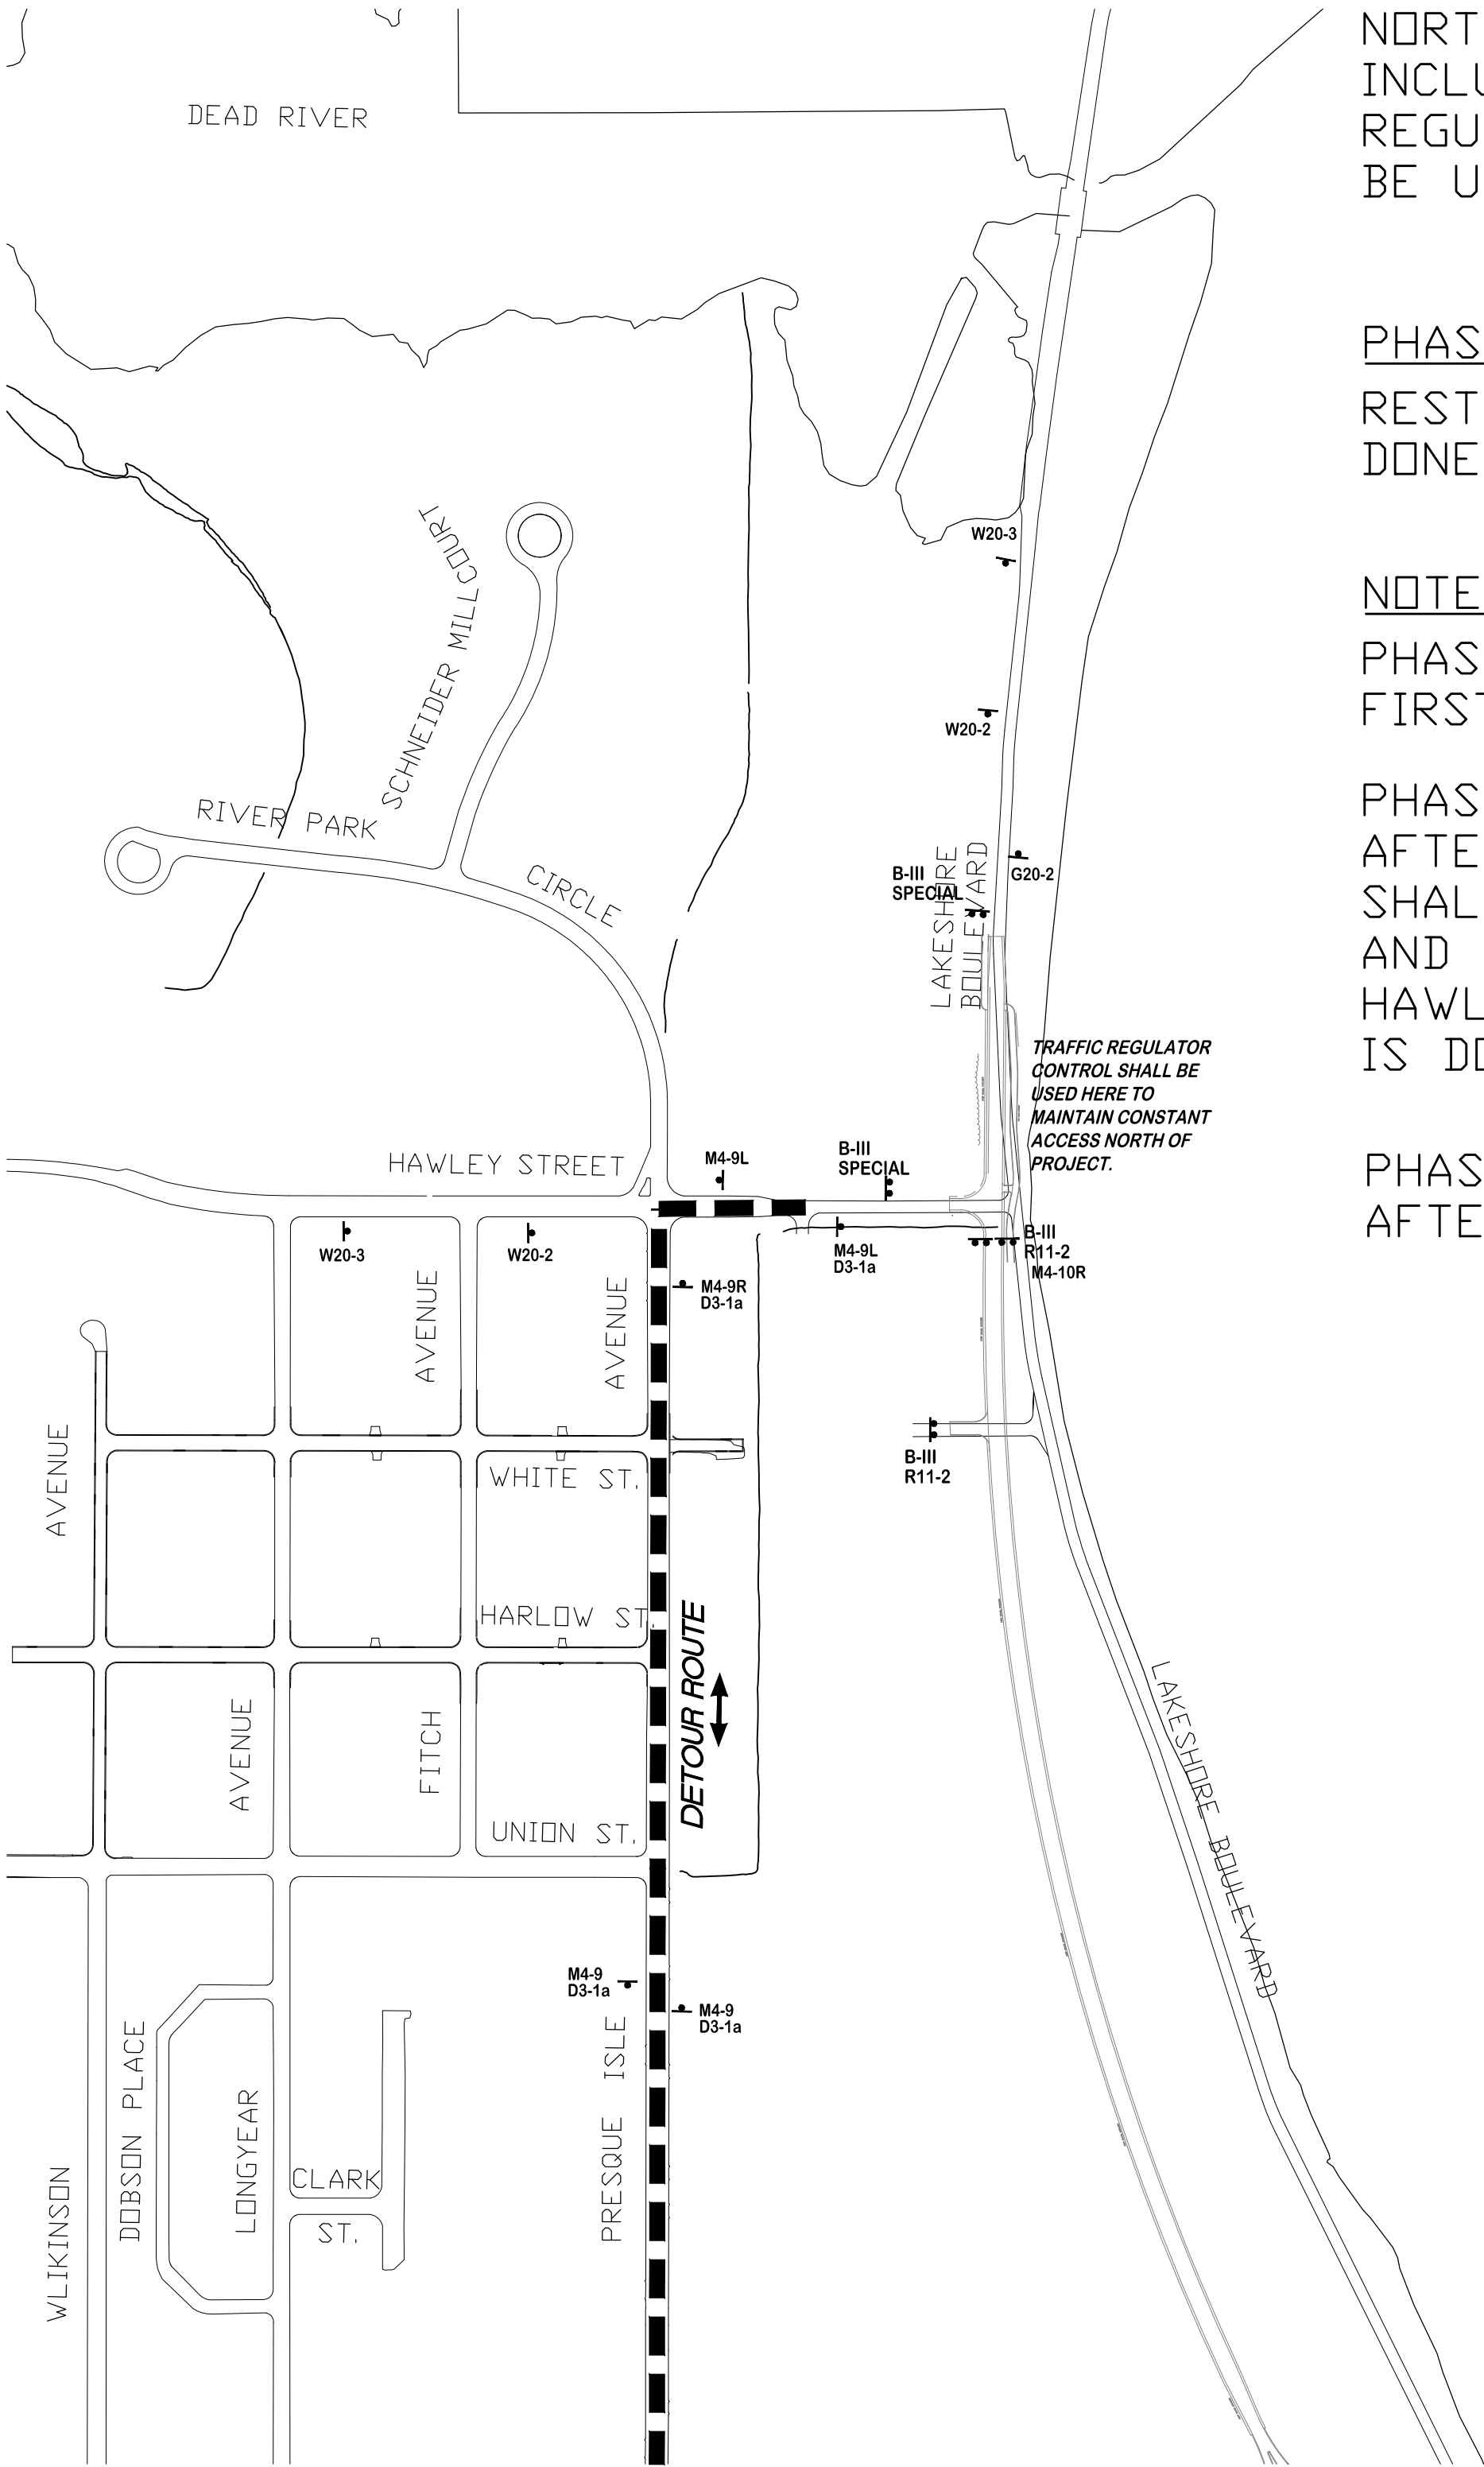 NORT
INCLU
REGU
BE U
PHAS
REST
DONE
NOTE
PHAS
FIRST
PHAS
AFTE
SHAL
AND
HAWL
IS DO
PHAS
AFTE
DEAD RIVER
W20-3
SCHNEIDER MILL COURT
W20-2
RIVER PARK
CIRCLE
LAKESHORE
BOULEVARD
B-III
SPECIAL
G20-2
TRAFFIC REGULATOR
CONTROL SHALL BE
USED HERE TO
MAINTAIN CONSTANT
ACCESS NORTH OF
PROJECT.
HAWLEY STREET
M4-9L
B-III
SPECIAL
W20-3
W20-2
M4-9L
D3-1a
B-III
R11-2
M4-10R
M4-9R
D3-1a
AVENUE
AVENUE
AVENUE
WHITE ST.
B-III
R11-2
HARLOW ST.
DETOUR ROUTE
LAKESHORE BOULEVARD
AVENUE
FITCH
UNION ST.
M4-9
D3-1a
M4-9
D3-1a
PRESQUE ISLE
WLIKINSON
DOBSON PLACE
LONGYEAR
CLARK
ST.